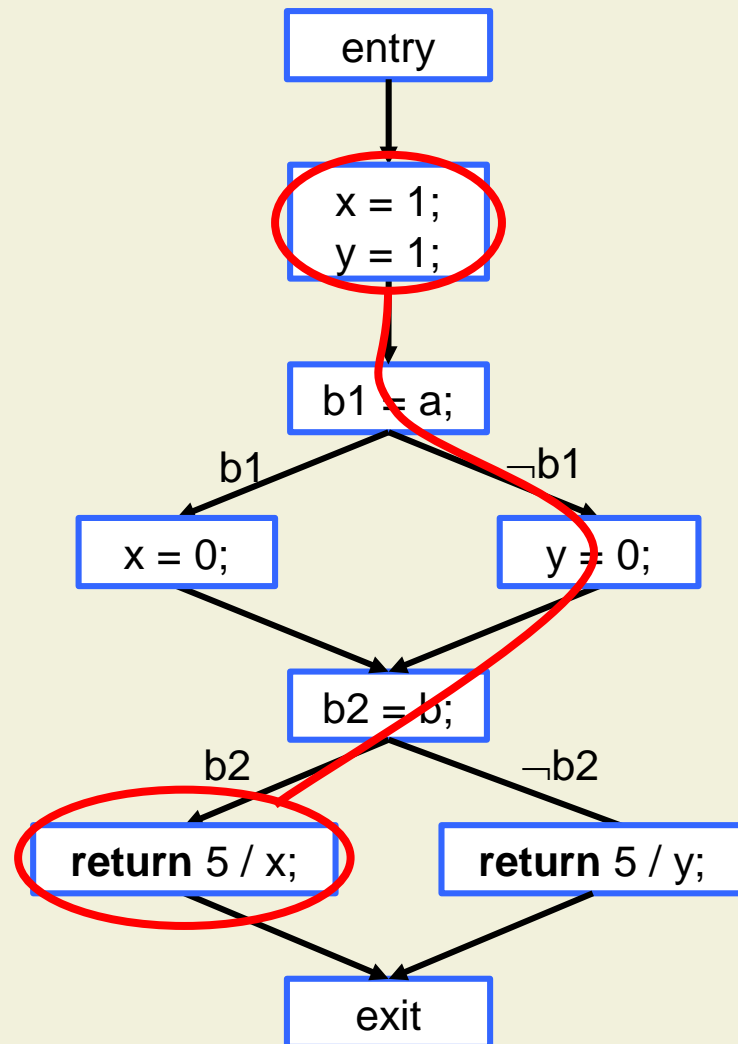 entry
x = 1;
y = 1;
b1 = a;
b1
¬b1
x = 0;
y = 0;
b2 = b;
b2
¬b2
return 5 / x;
return 5 / y;
exit